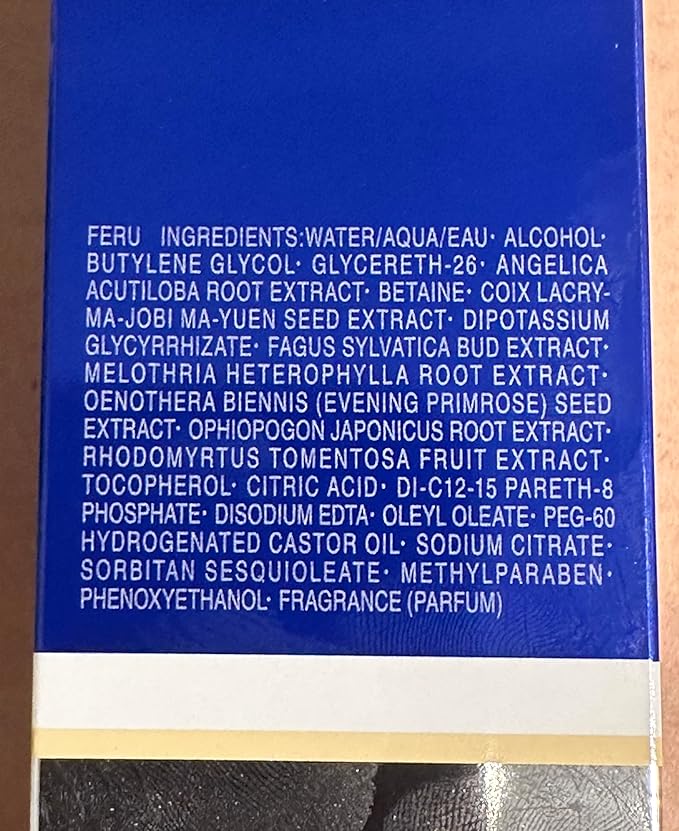 FERU INGREDIENTS:WATER/AQUA/EAU· ALCOHOL·
BUTYLENE GLYCOL· GLYCERETH-26· ANGELICA
ACUTILOBA ROOT EXTRACT· BETAINE· COIX LACRY-
MA-JOBI MA-YUEN SEED EXTRACT· DIPOTASSIUM
GLYCYRRHIZATE· FAGUS SYLVATICA BUD EXTRACT·
MELOTHRIA HETEROPHYLLA ROOT EXTRACT·
OENOTHERA BIENNIS (EVENING PRIMROSE) SEED
EXTRACT· OPHIOPOGON JAPONICUS ROOT EXTRACT·
RHODOMYRTUS TOMENTOSA FRUIT EXTRACT·
TOCOPHEROL· CITRIC ACID· DI-C12-15 PARETH-8
PHOSPHATE· DISODIUM EDTA· OLEYL OLEATE· PEG-60
HYDROGENATED CASTOR OIL· SODIUM CITRATE·
SORBITAN SESQUIOLEATE· METHYLPARABEN·
PHENOXYETHANOL· FRAGRANCE (PARFUM)